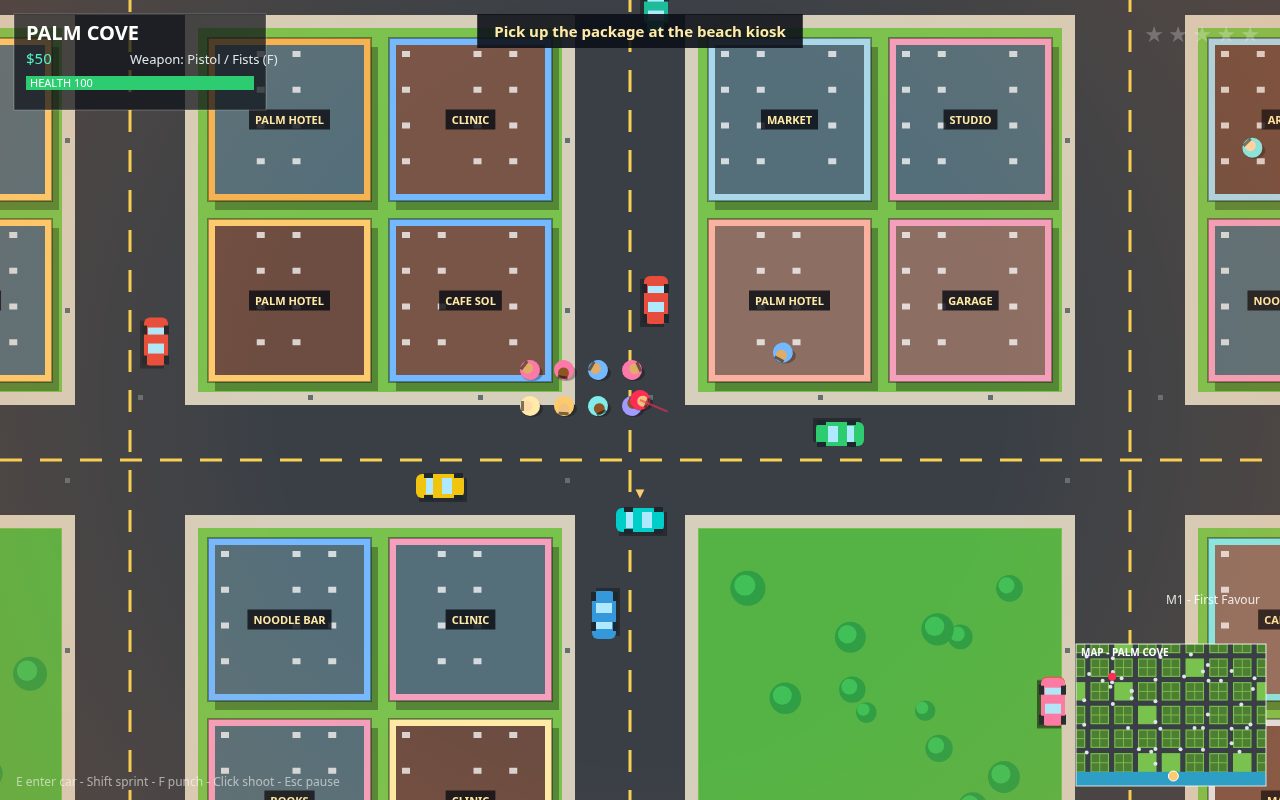 PALM COVE
$50
Weapon: Pistol / Fists (F)
HEALTH 100
Pick up the package at the beach kiosk
PALM HOTEL
CLINIC
MARKET
STUDIO
PALM HOTEL
CAFE SOL
PALM HOTEL
GARAGE
M1 - First Favour
NOODLE BAR
CLINIC
MAP - PALM COVE
E enter car - Shift sprint - F punch - Click shoot - Esc pause
BOOKS
CLINIC